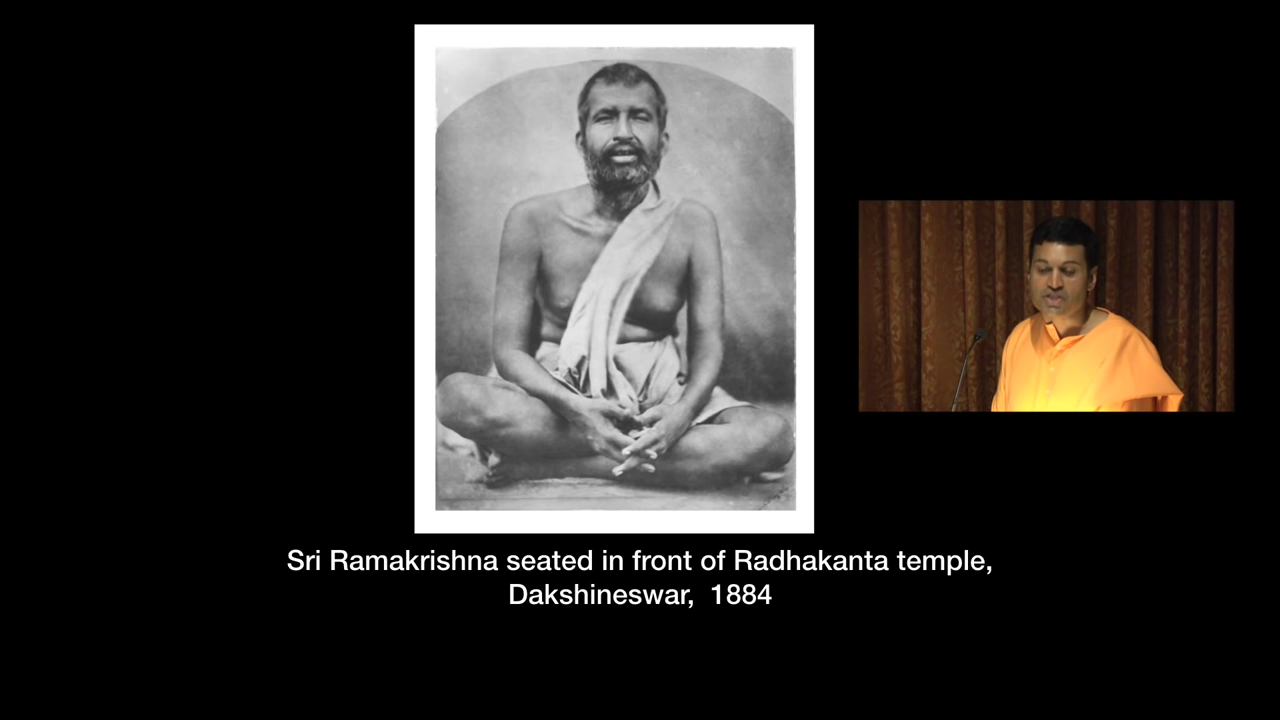 Sri Ramakrishna seated in front of Radhakanta temple,
Dakshineswar,  1884